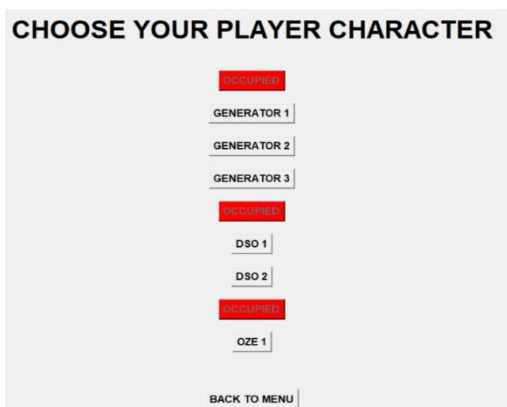 CHOOSE YOUR PLAYER CHARACTER
OCCUPIED
GENERATOR 1
GENERATOR 2
GENERATOR 3
OCCUPIED
DSO 1
DSO 2
OCCUPIED
OZE 1
BACK TO MENU